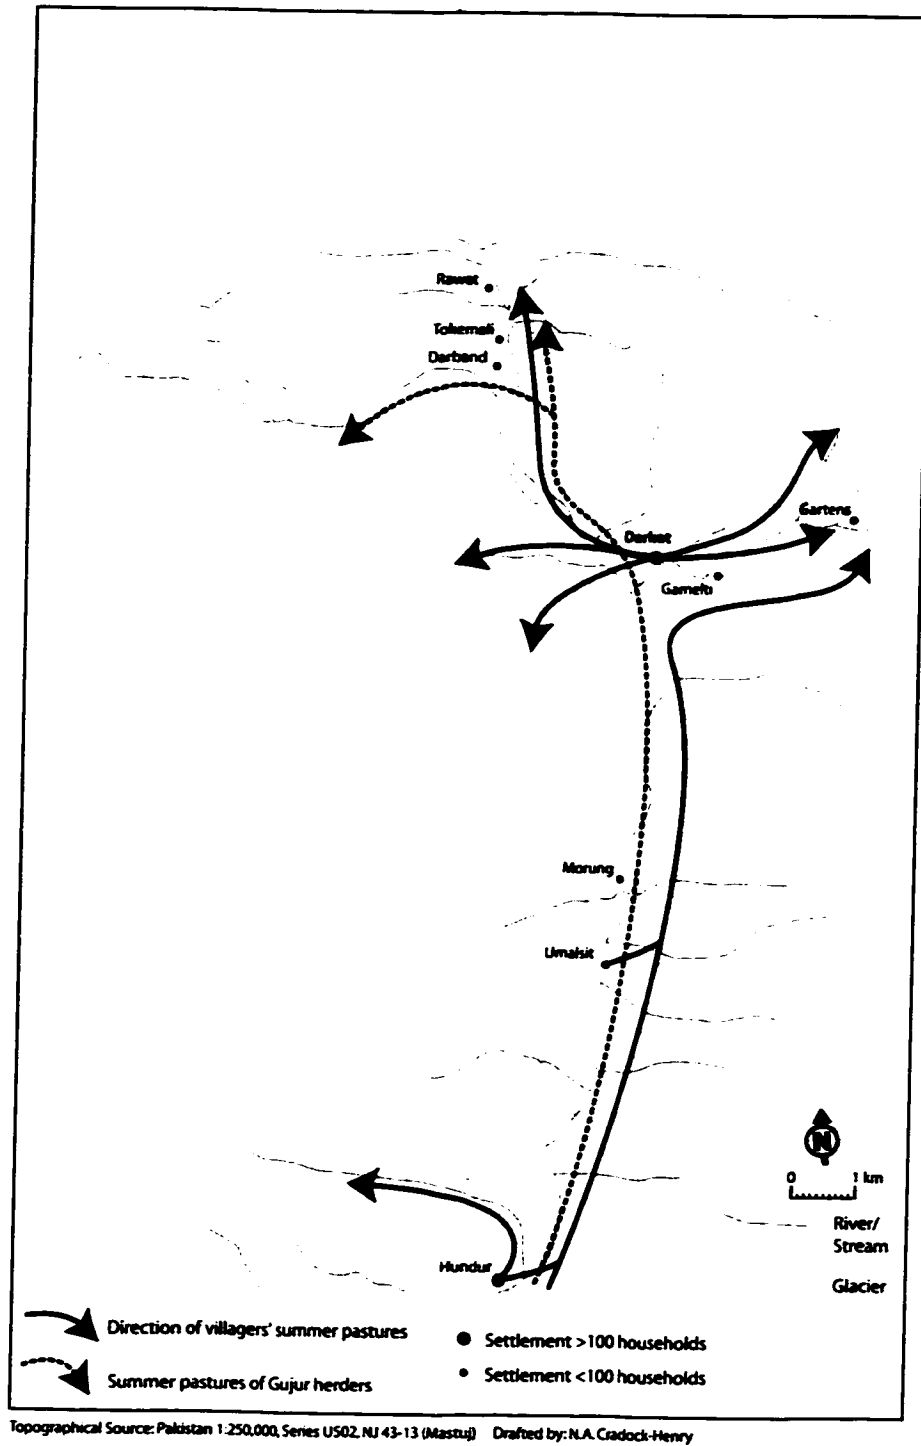 Rawat
Tokemali
Darband
Gartens
Darkot
Gamelti
Morung
Umalsit
N
0 1 km
River/
Stream
Hundur
Glacier
Direction of villagers' summer pastures
Settlement >100 households
Summer pastures of Gujur herders
Settlement <100 households
Topographical Source: Pakistan 1:250,000, Series U502, NJ 43-13 (Mastuj) Drafted by: N.A. Cradock-Henry